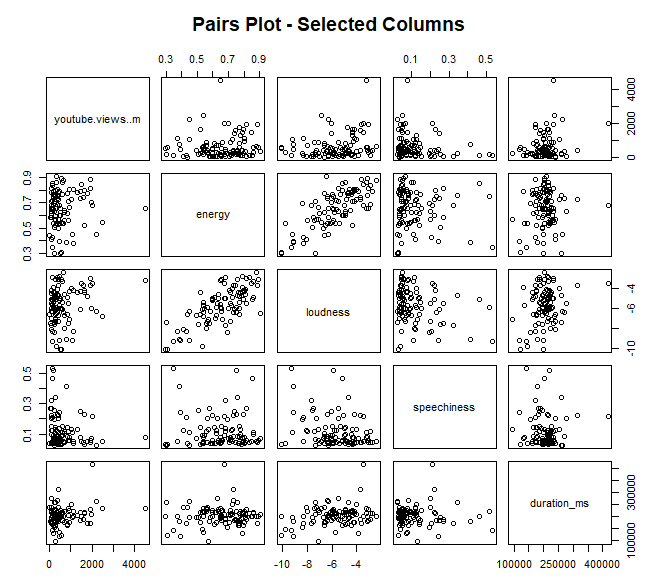 Pairs Plot - Selected Columns
0.3 0.5 0.7 0.9
0.1 0.3 0.5
youtube.views..m
0 2000 4000
0.3 0.5 0.7 0.9
energy
loudness
-10 -6 -4
0.1 0.3 0.5
speechiness
duration_ms
100000 300000
0 2000 4000
-10 -8 -6 -4
100000 250000 400000